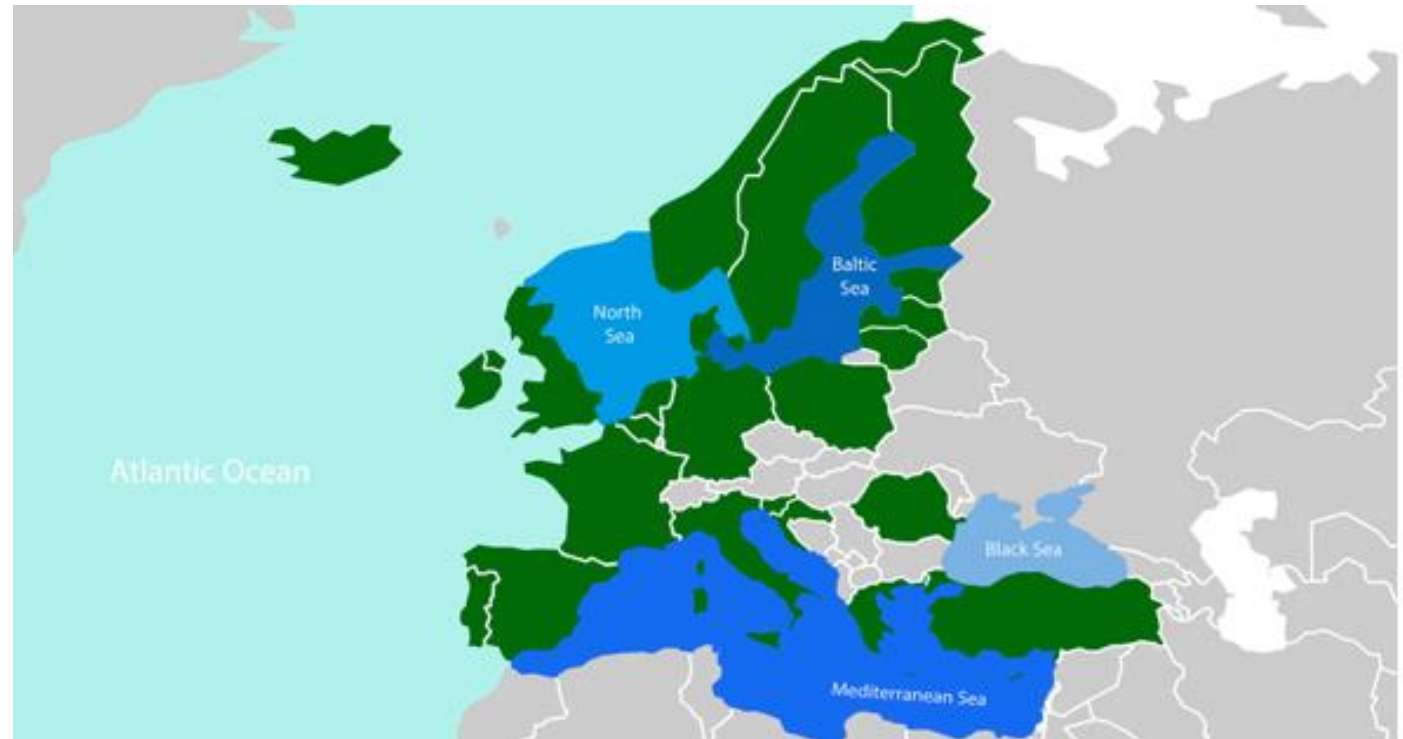 Baltic
Sea
North
Sea
Atlantic Ocean
Black Sea
Mediterranean Sea